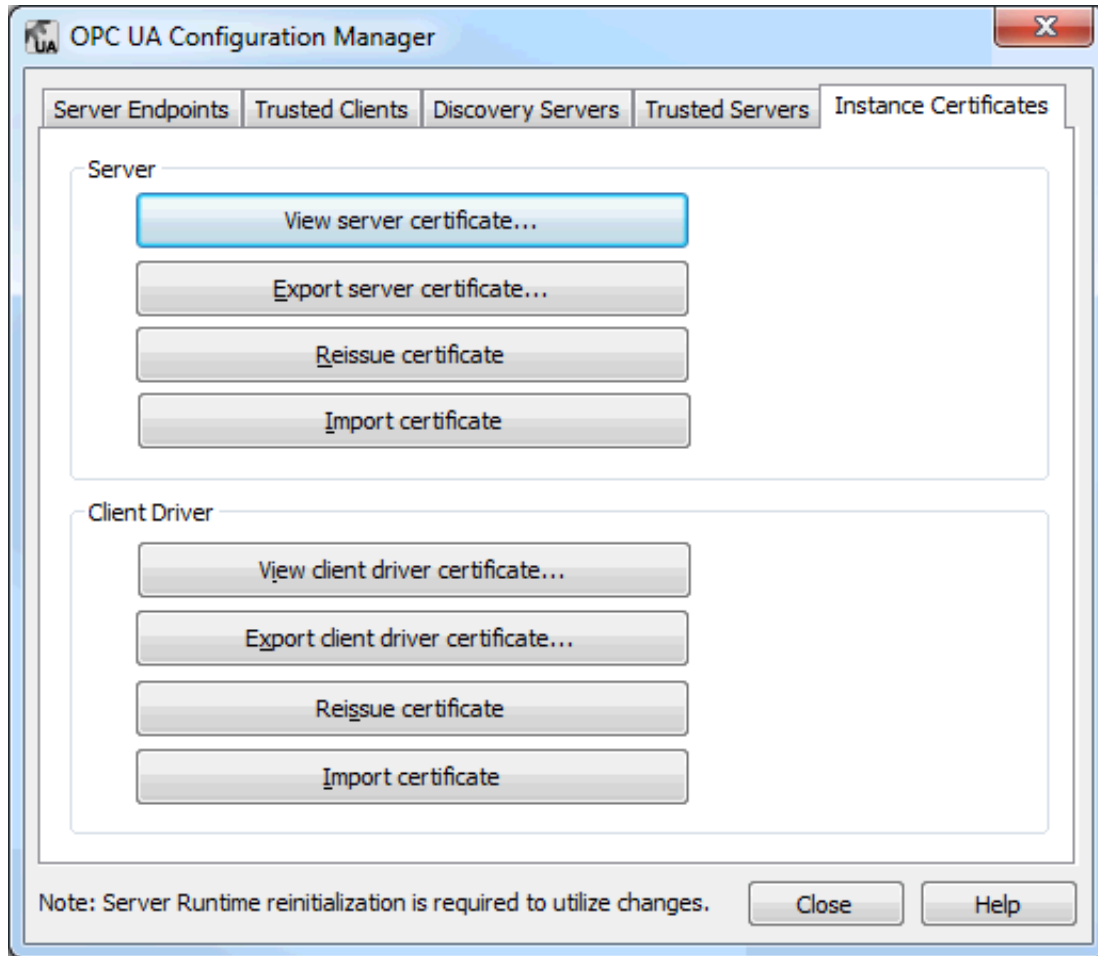 UA OPC UA Configuration Manager
Server Endpoints Trusted Clients Discovery Servers Trusted Servers Instance Certificates
Server
View server certificate...
Export server certificate...
Reissue certificate
Import certificate
Client Driver
View client driver certificate...
Export client driver certificate...
Reissue certificate
Import certificate
Note: Server Runtime reinitialization is required to utilize changes. Close Help